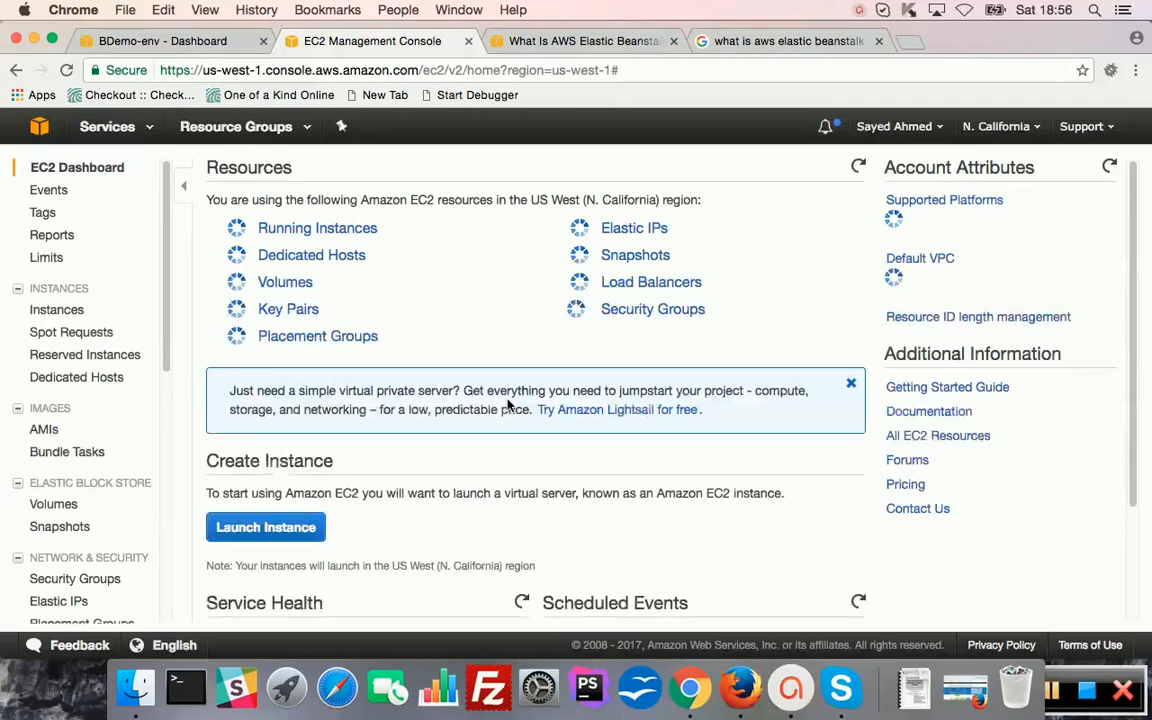 Chrome File Edit View History Bookmarks People Window Help Sat 18:56
BDemo-env - Dashboard EC2 Management Console What Is AWS Elastic Beanstal what is aws elastic beanstalk
Secure https://us-west-1.console.aws.amazon.com/ec2/v2/home?region=us-west-1#
Apps Checkout :: Check... One of a Kind Online New Tab Start Debugger
Services Resource Groups Sayed Ahmed N. California Support
EC2 Dashboard
Events
Tags
Reports
Limits
INSTANCES
Instances
Spot Requests
Reserved Instances
Dedicated Hosts
IMAGES
AMIs
Bundle Tasks
ELASTIC BLOCK STORE
Volumes
Snapshots
NETWORK & SECURITY
Security Groups
Elastic IPs
Placement Groups
Resources
You are using the following Amazon EC2 resources in the US West (N. California) region:
Running Instances Elastic IPs
Dedicated Hosts Snapshots
Volumes Load Balancers
Key Pairs Security Groups
Placement Groups
Just need a simple virtual private server? Get everything you need to jumpstart your project - compute,
storage, and networking – for a low, predictable price. Try Amazon Lightsail for free.
Create Instance
To start using Amazon EC2 you will want to launch a virtual server, known as an Amazon EC2 instance.
Launch Instance
Note: Your instances will launch in the US West (N. California) region
Service Health Scheduled Events
Account Attributes
Supported Platforms
Default VPC
Resource ID length management
Additional Information
Getting Started Guide
Documentation
All EC2 Resources
Forums
Pricing
Contact Us
Feedback English © 2008 - 2017, Amazon Web Services, Inc. or its affiliates. All rights reserved. Privacy Policy Terms of Use
PS